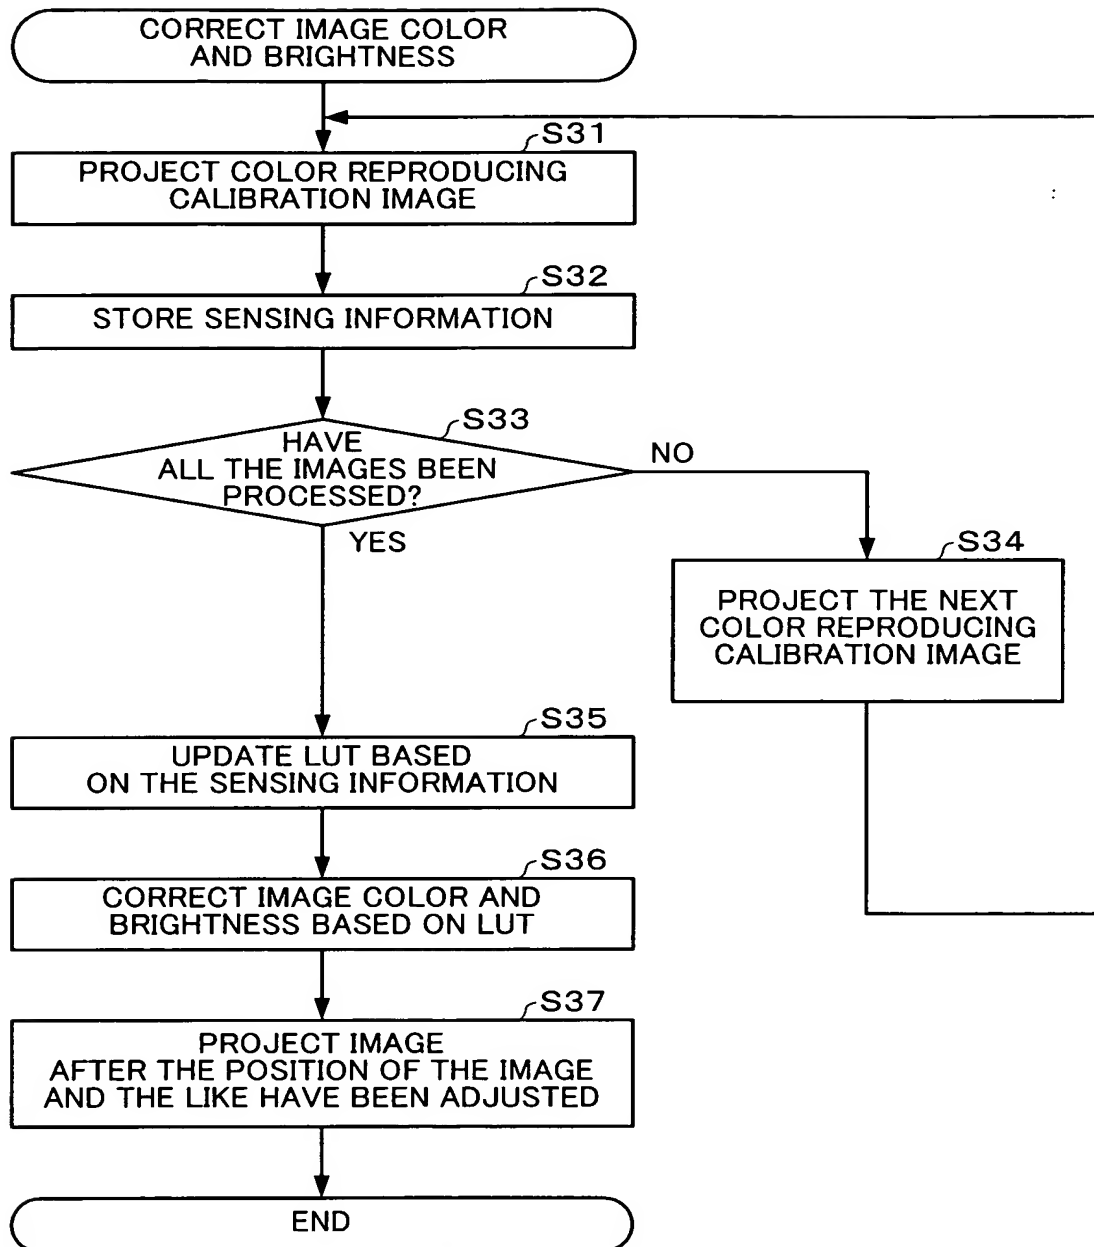 CORRECT IMAGE COLOR
AND BRIGHTNESS
S31
PROJECT COLOR REPRODUCING
CALIBRATION IMAGE
S32
STORE SENSING INFORMATION
S33
HAVE
ALL THE IMAGES BEEN
PROCESSED?
NO
YES
S34
PROJECT THE NEXT
COLOR REPRODUCING
CALIBRATION IMAGE
S35
UPDATE LUT BASED
ON THE SENSING INFORMATION
S36
CORRECT IMAGE COLOR AND
BRIGHTNESS BASED ON LUT
S37
PROJECT IMAGE
AFTER THE POSITION OF THE IMAGE
AND THE LIKE HAVE BEEN ADJUSTED
END